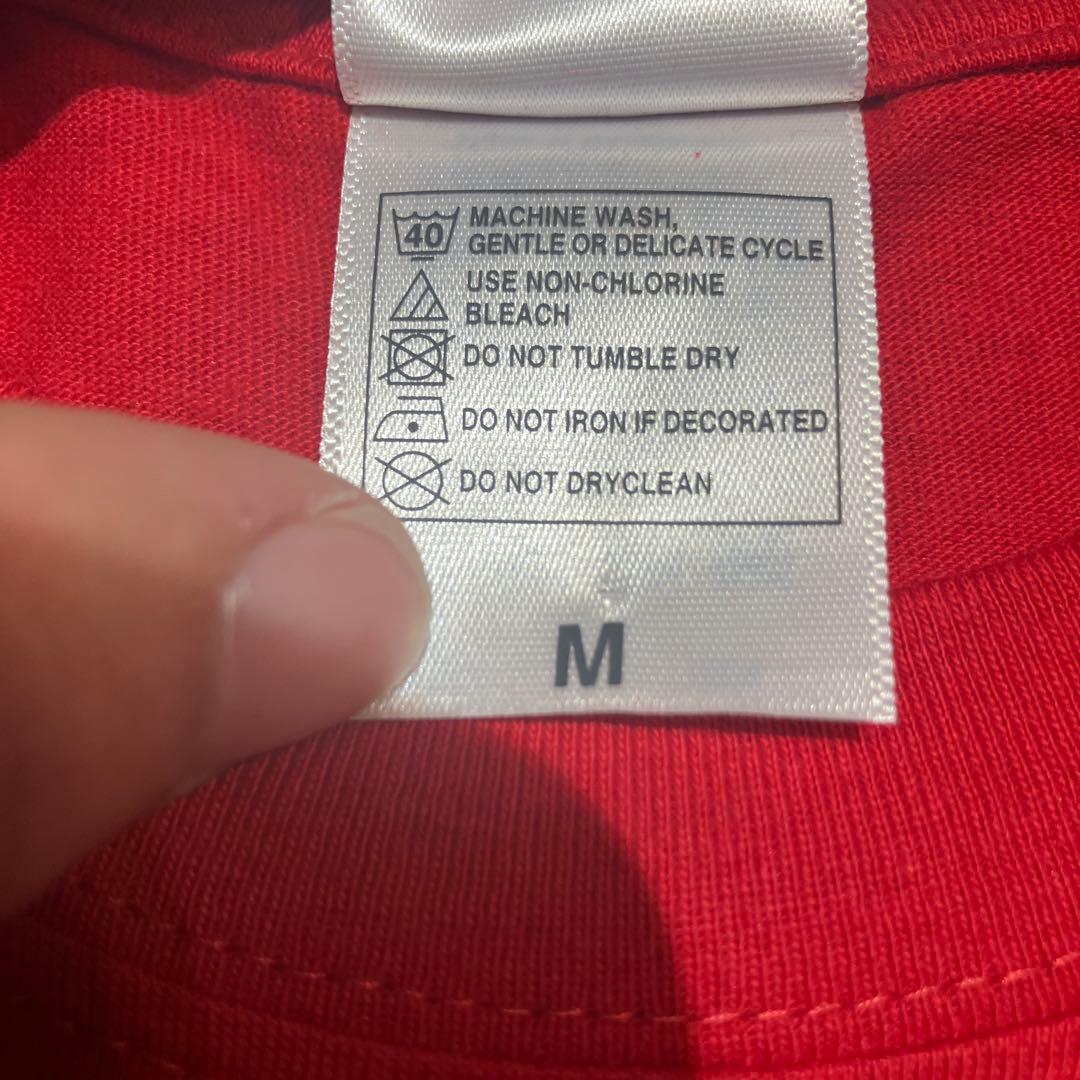 40 MACHINE WASH,
GENTLE OR DELICATE CYCLE
USE NON-CHLORINE
BLEACH
DO NOT TUMBLE DRY
DO NOT IRON IF DECORATED
DO NOT DRYCLEAN
M